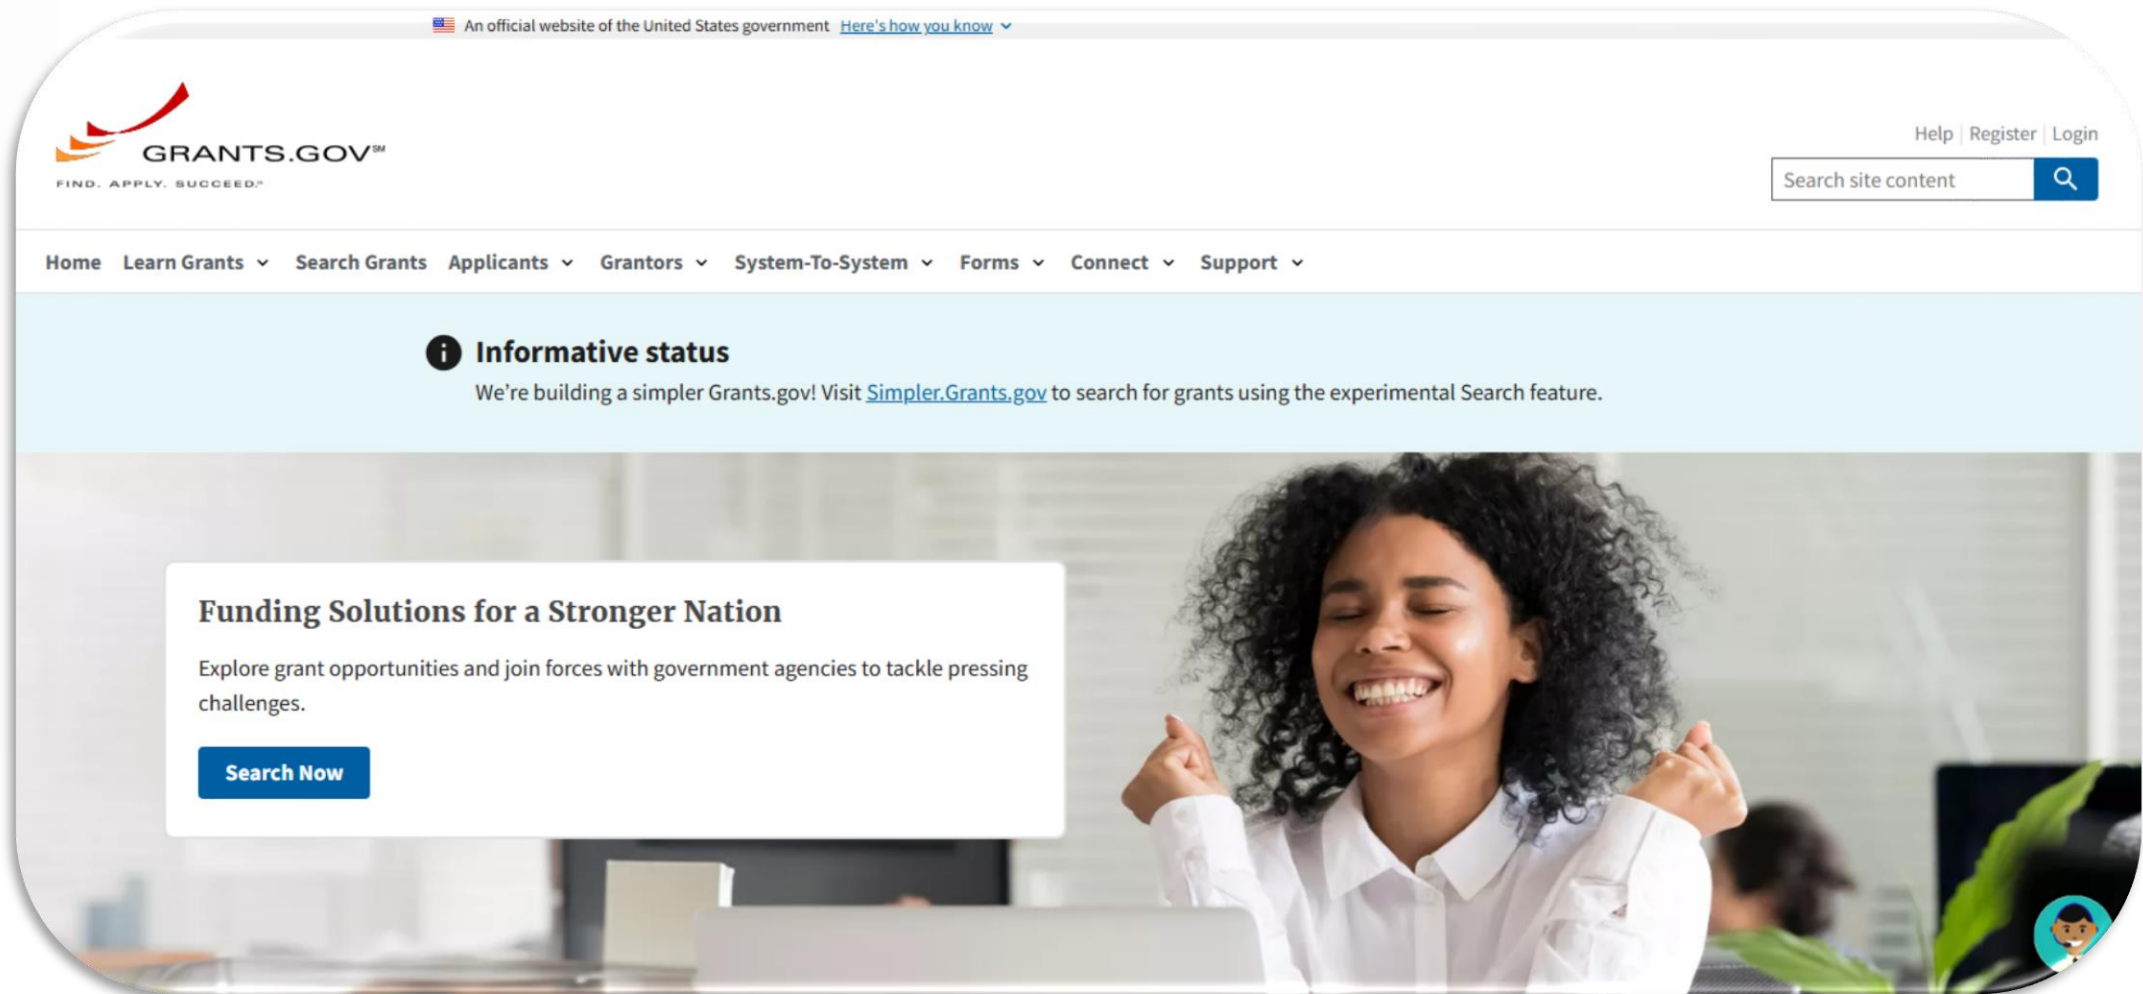 An official website of the United States government Here's how you know
GRANTS.GOV℠
FIND. APPLY. SUCCEED.℠
Help | Register | Login
Search site content
Home Learn Grants Search Grants Applicants Grantors System-To-System Forms Connect Support
Informative status
We're building a simpler Grants.gov! Visit Simpler.Grants.gov to search for grants using the experimental Search feature.
Funding Solutions for a Stronger Nation
Explore grant opportunities and join forces with government agencies to tackle pressing
challenges.
Search Now